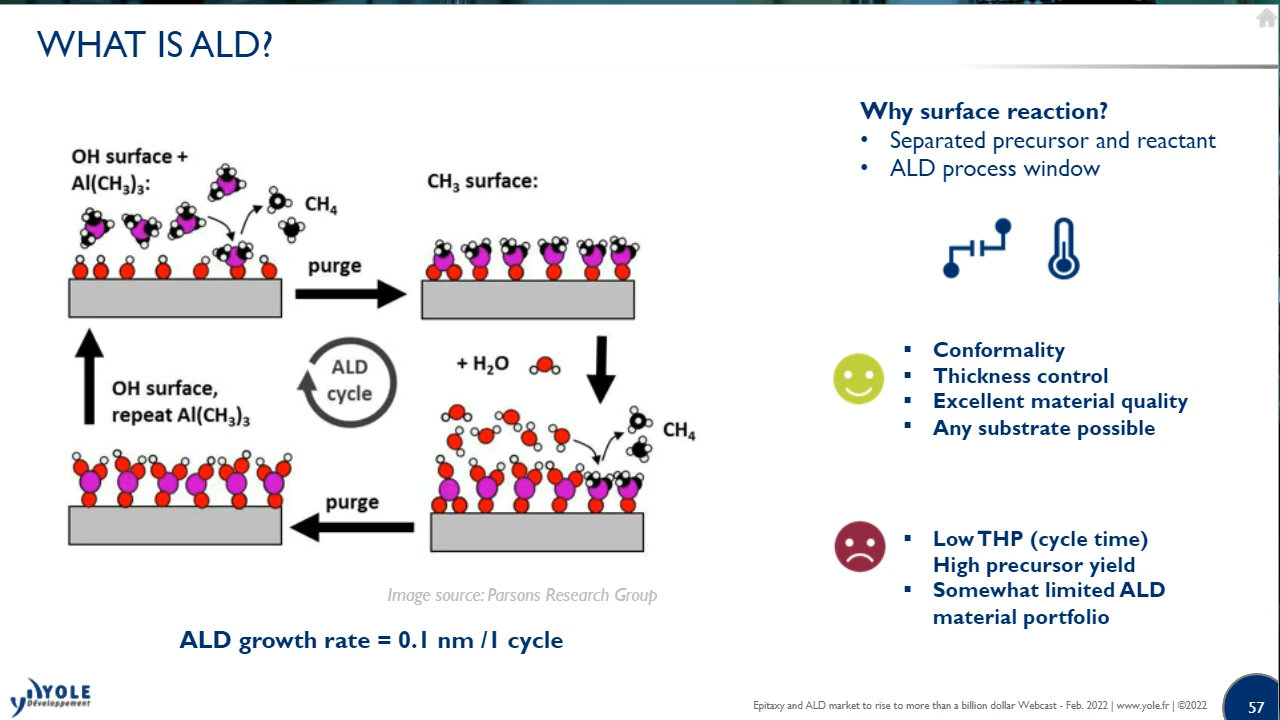 WHAT IS ALD?
OH surface +
Al(CH₃)₃:
CH₄
purge
CH₃ surface:
ALD
cycle
+ H₂O
CH₄
OH surface,
repeat Al(CH₃)₃
purge
Image source: Parsons Research Group
ALD growth rate = 0.1 nm /1 cycle
Why surface reaction?
• Separated precursor and reactant
• ALD process window
▪ Conformality
▪ Thickness control
▪ Excellent material quality
▪ Any substrate possible
▪ Low THP (cycle time)
High precursor yield
▪ Somewhat limited ALD
material portfolio
YOLE
Développement
Epitaxy and ALD market to rise to more than a billion dollar Webcast - Feb. 2022 | www.yole.fr | ©2022
57